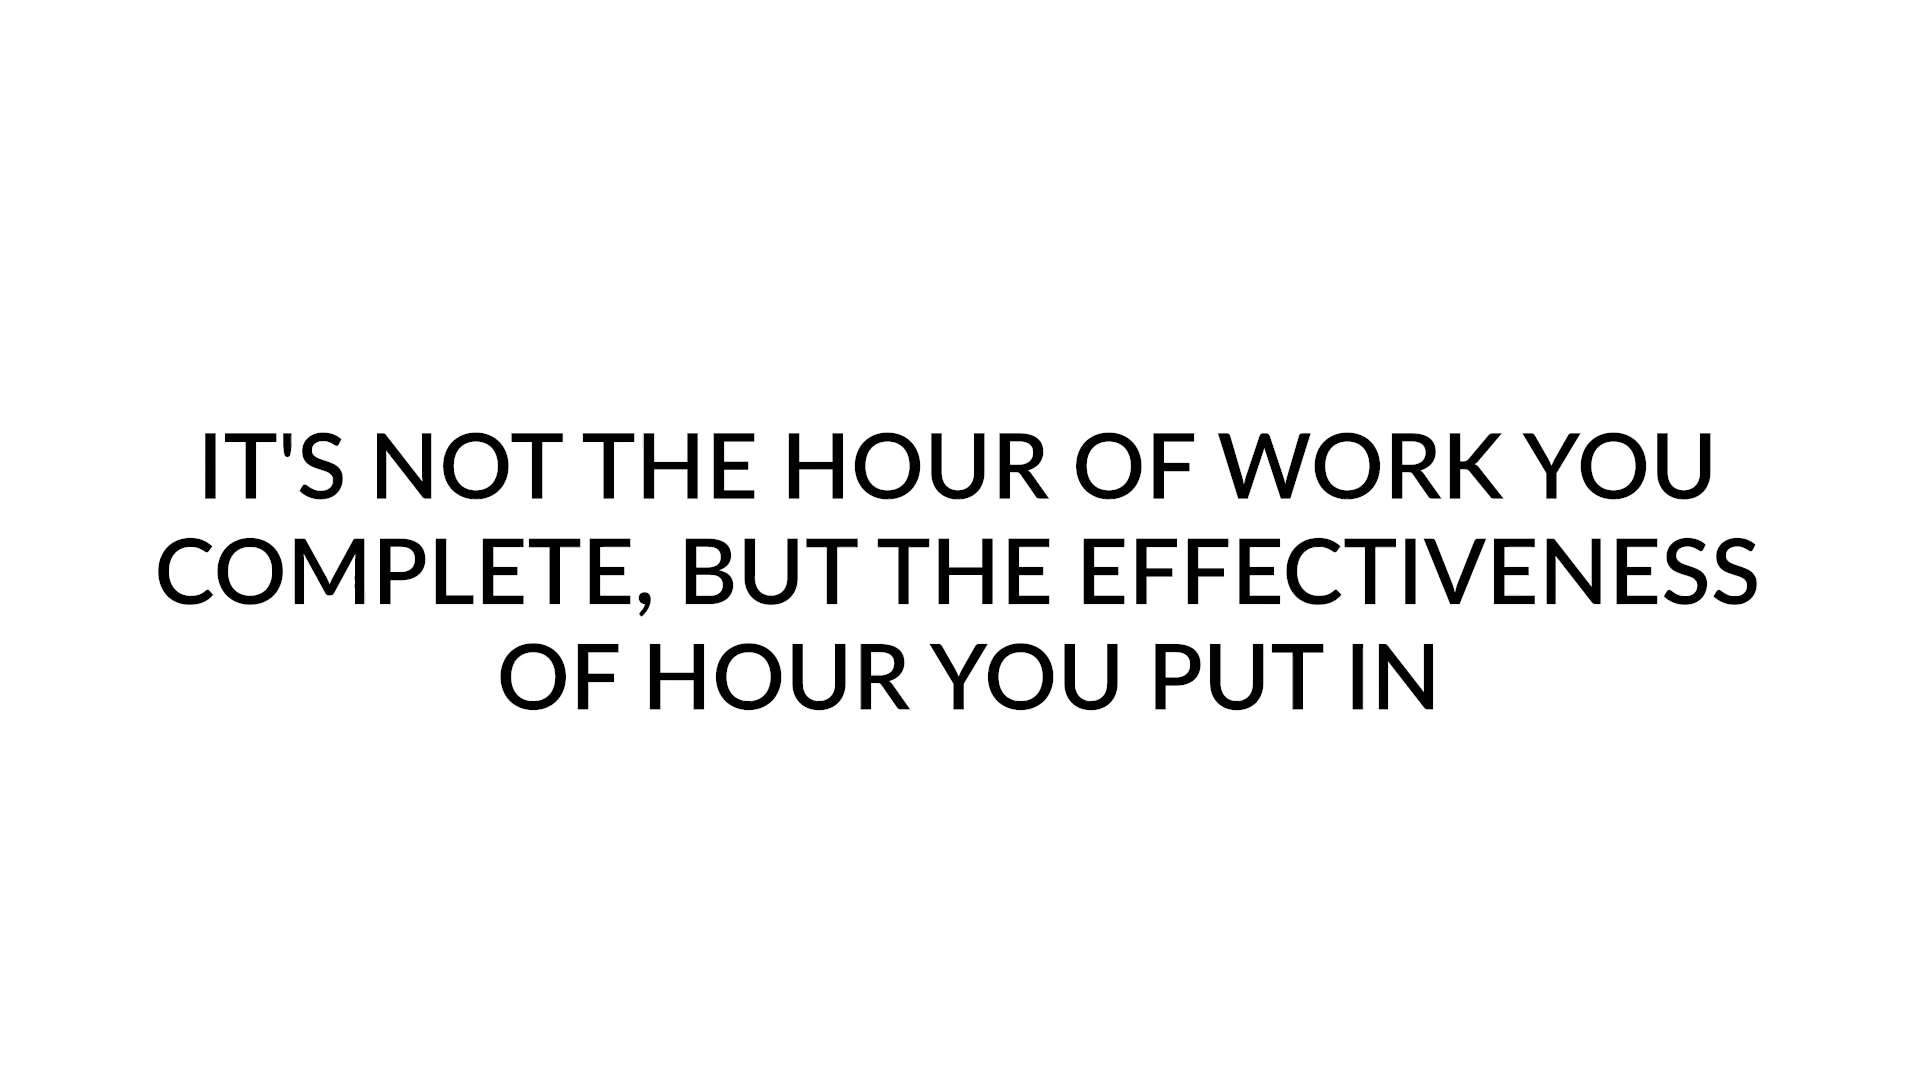 IT'S NOT THE HOUR OF WORK YOU
COMPLETE, BUT THE EFFECTIVENESS
OF HOUR YOU PUT IN